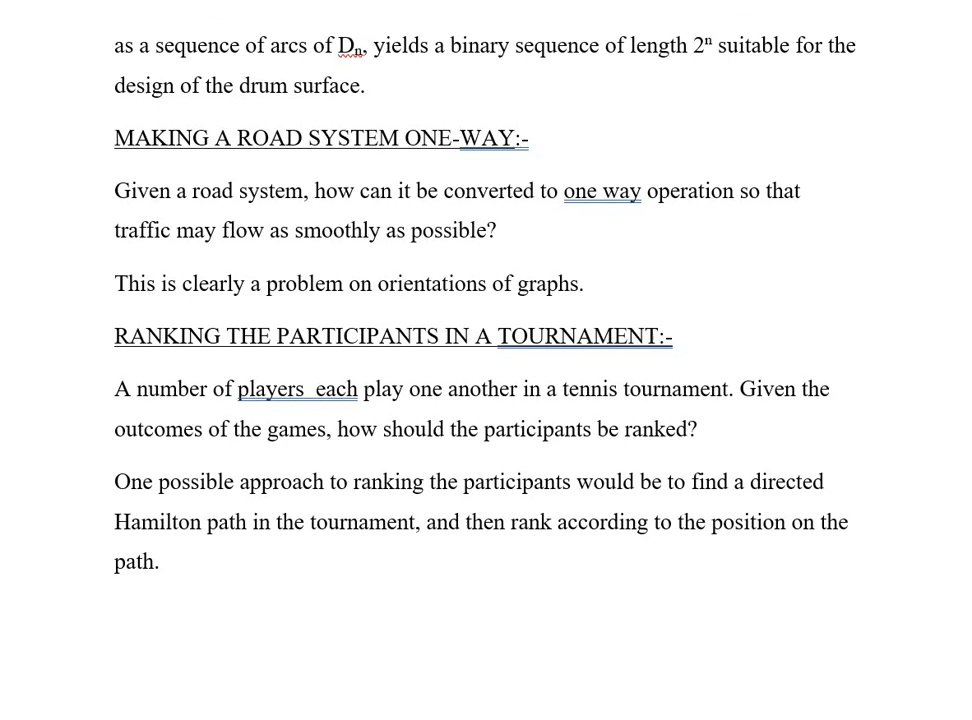 as a sequence of arcs of Dₙ, yields a binary sequence of length 2ⁿ suitable for the
design of the drum surface.
MAKING A ROAD SYSTEM ONE-WAY:-
Given a road system, how can it be converted to one way operation so that
traffic may flow as smoothly as possible?
This is clearly a problem on orientations of graphs.
RANKING THE PARTICIPANTS IN A TOURNAMENT:-
A number of players  each play one another in a tennis tournament. Given the
outcomes of the games, how should the participants be ranked?
One possible approach to ranking the participants would be to find a directed
Hamilton path in the tournament, and then rank according to the position on the
path.